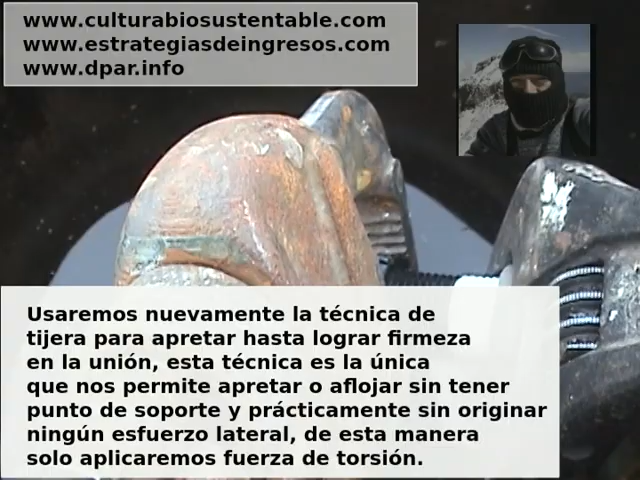 www.culturabiosustentable.com
www.estrategiasdeingresos.com
www.dpar.info
Usaremos nuevamente la técnica de
tijera para apretar hasta lograr firmeza
en la unión, esta técnica es la única
que nos permite apretar o aflojar sin tener
punto de soporte y prácticamente sin originar
ningún esfuerzo lateral, de esta manera
solo aplicaremos fuerza de torsión.